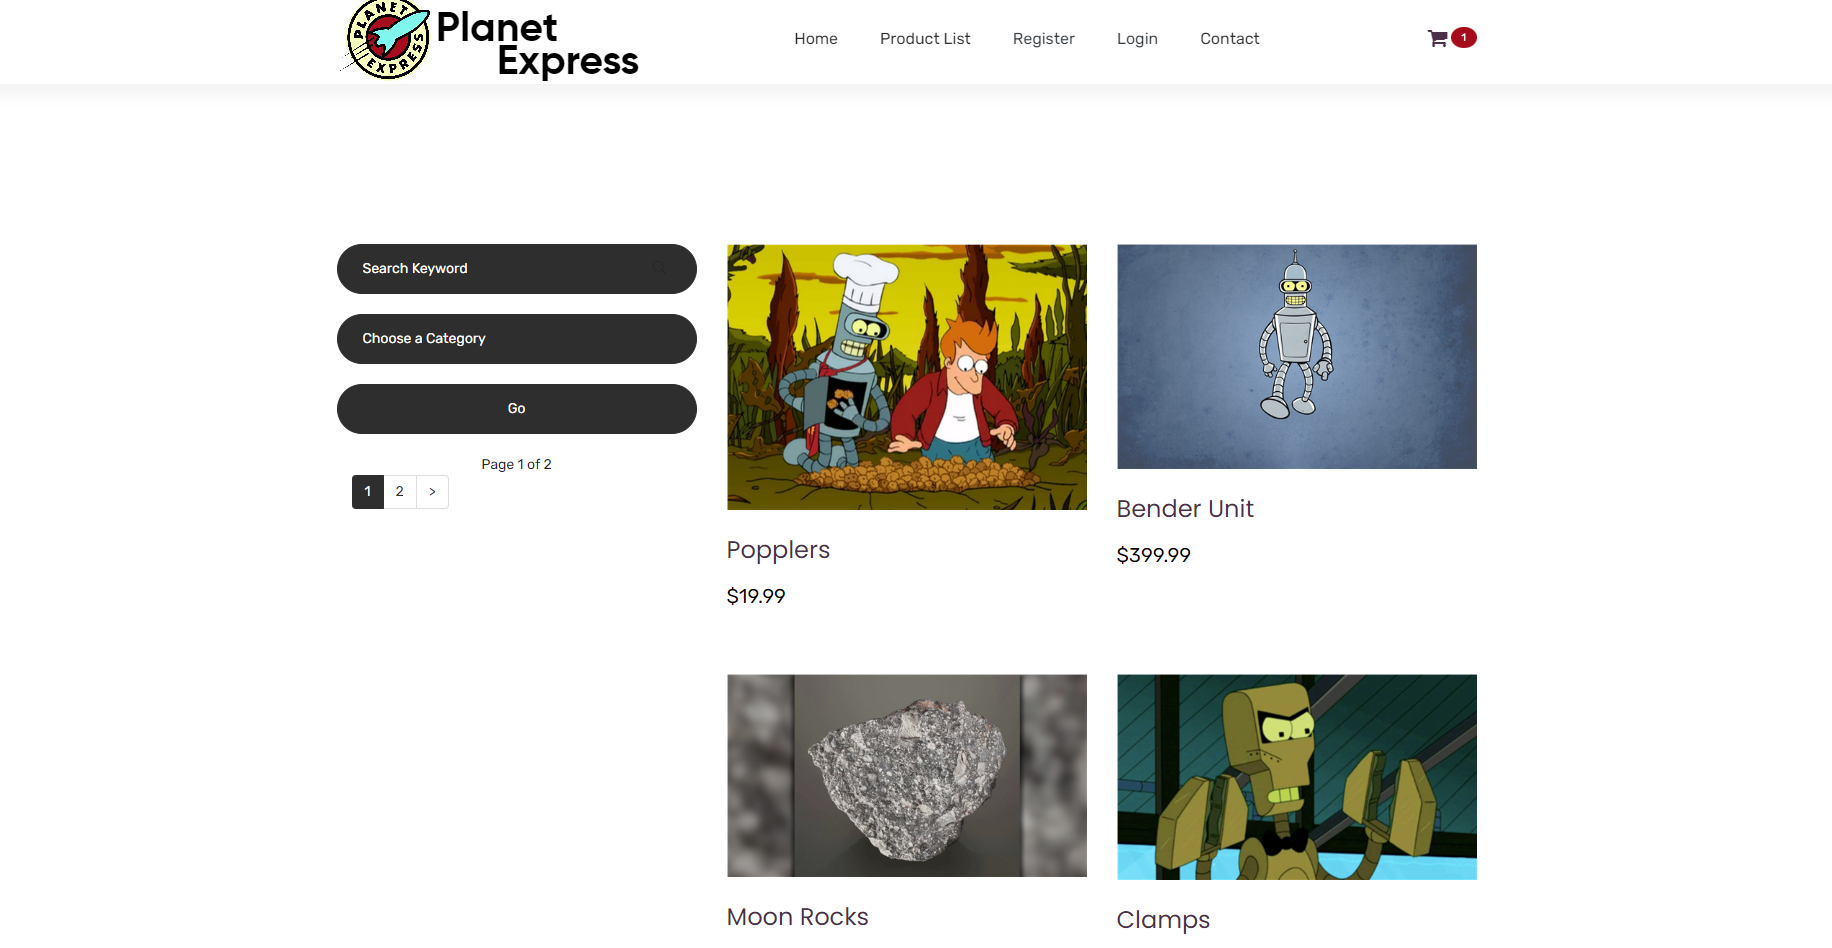 PLANET EXPRESS
Planet
Express
Home
Product List
Register
Login
Contact
1
Search Keyword
Choose a Category
Go
Page 1 of 2
1
2
>
Popplers
$19.99
Bender Unit
$399.99
Moon Rocks
Clamps